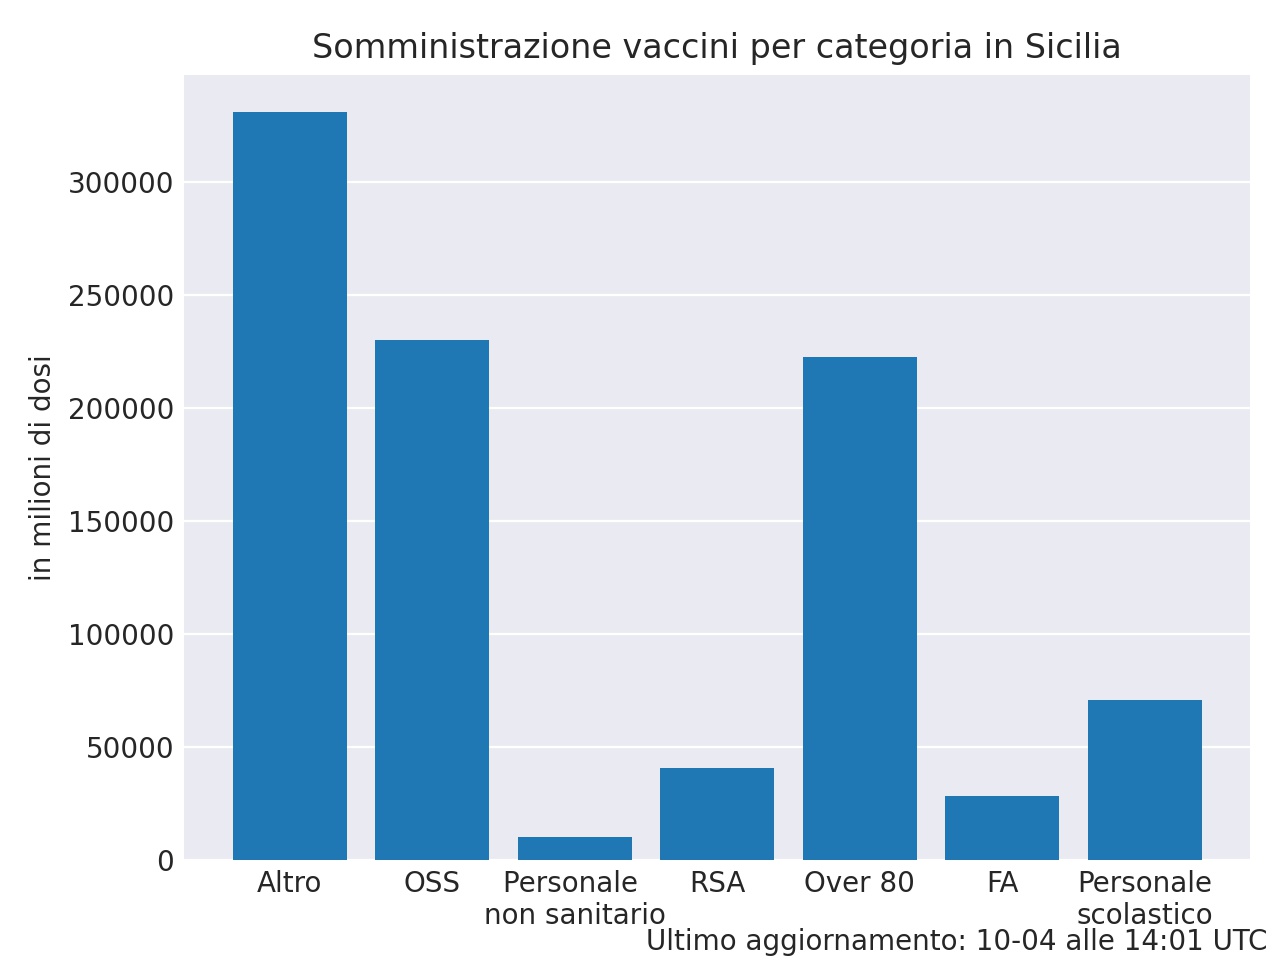 Somministrazione vaccini per categoria in Sicilia
in milioni di dosi
300000
250000
200000
150000
100000
50000
0
Altro
OSS
Personale
non sanitario
RSA
Over 80
FA
Personale
scolastico
Ultimo aggiornamento: 10-04 alle 14:01 UTC